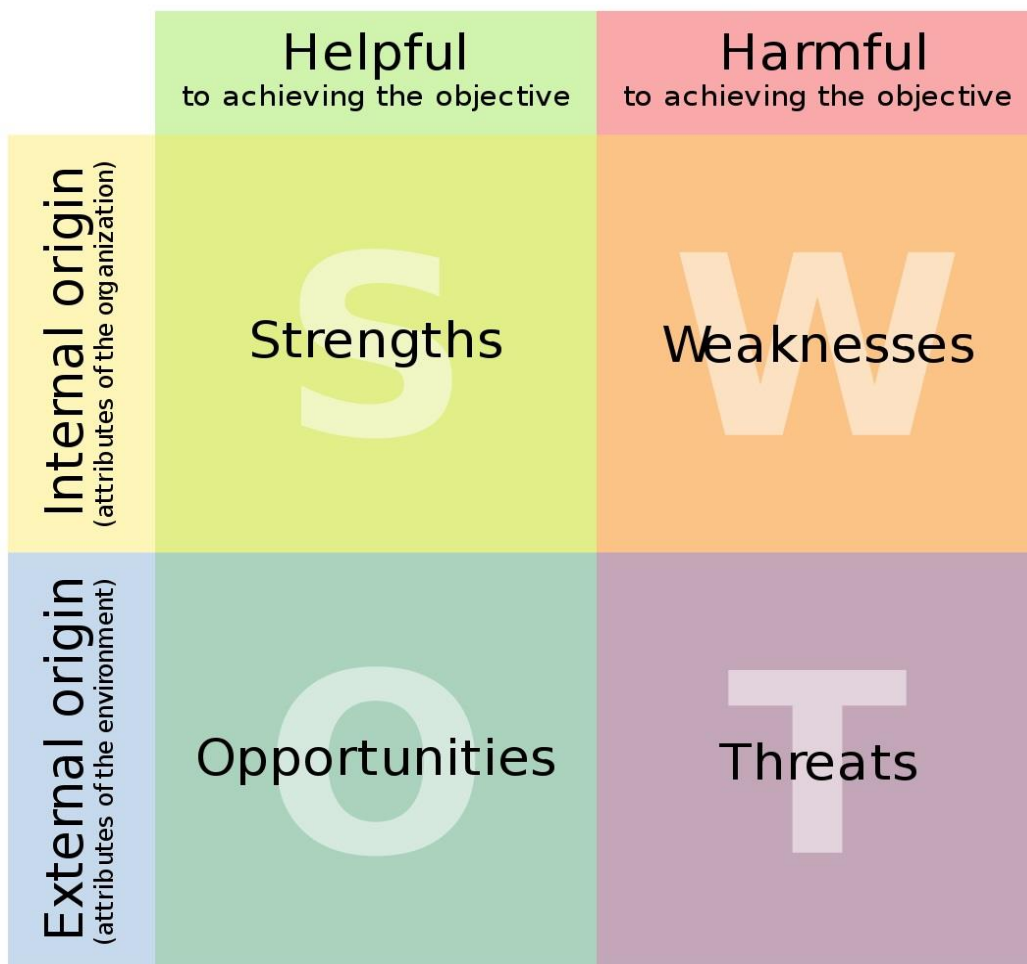 Helpful
to achieving the objective
Harmful
to achieving the objective
Internal origin
(attributes of the organization)
S
Strengths
W
Weaknesses
External origin
(attributes of the environment)
O
Opportunities
T
Threats